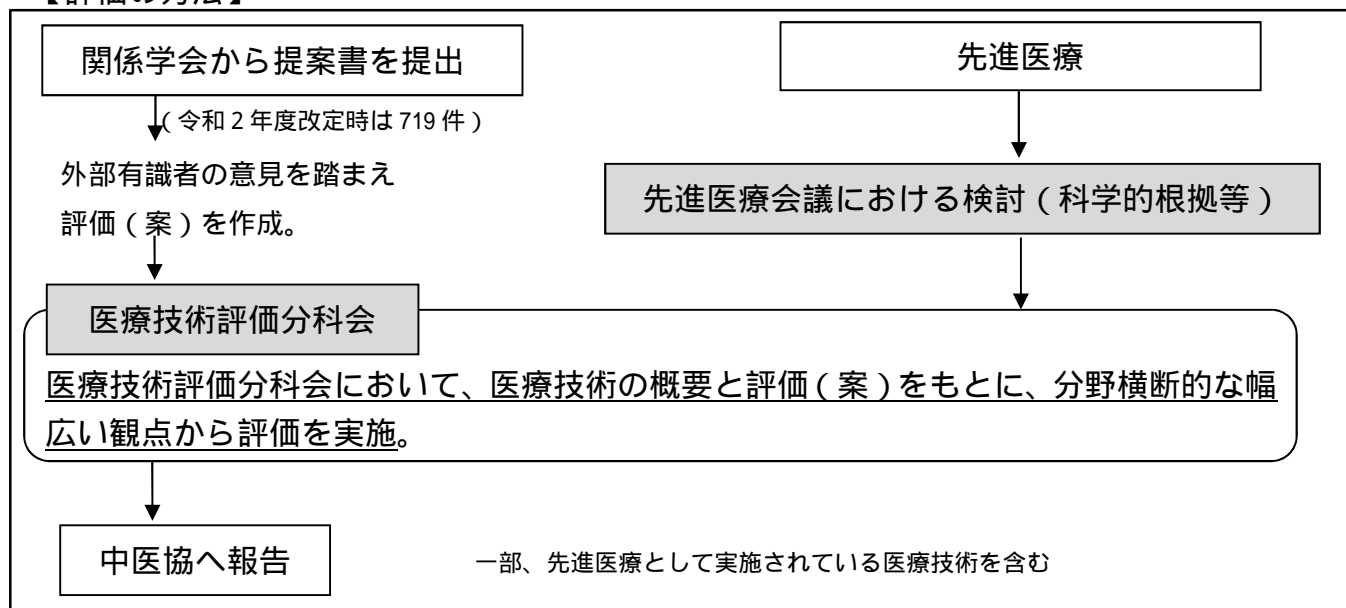 【評価の方法】
関係学会から提案書を提出
（令和２年度改定時は719件）
外部有識者の意見を踏まえ
評価（案）を作成。
先進医療
先進医療会議における検討（科学的根拠等）
医療技術評価分科会
医療技術評価分科会において、医療技術の概要と評価（案）をもとに、分野横断的な幅
広い観点から評価を実施。
中医協へ報告
一部、先進医療として実施されている医療技術を含む